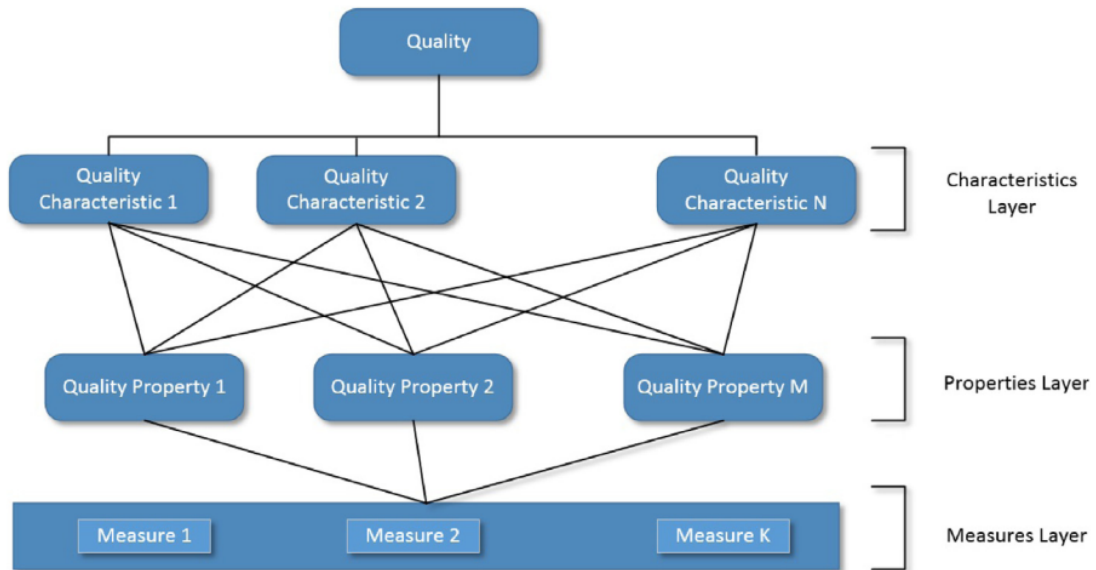 Quality
Quality
Characteristic 1
Quality
Characteristic 2
Quality
Characteristic N
Characteristics
Layer
Quality Property 1
Quality Property 2
Quality Property M
Properties Layer
Measure 1
Measure 2
Measure K
Measures Layer